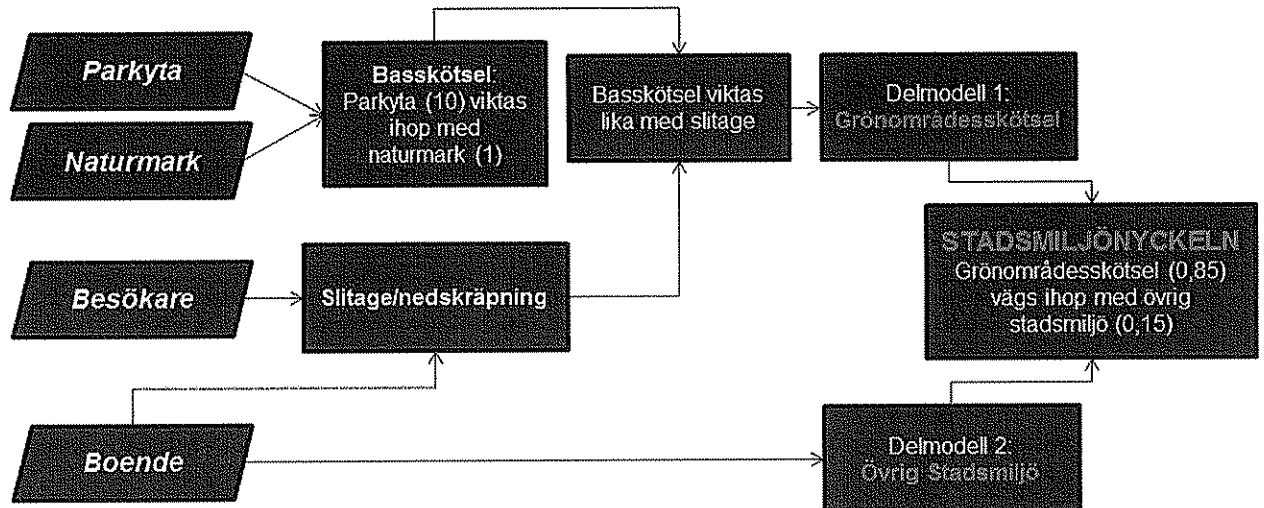 Parkyta
Naturmark
Basskötsel:
Parkyta (10) viktas
ihop med
naturmark (1)
Basskötsel viktas
lika med slitage
Delmodell 1:
Grönområdesskötsel
STADSMILJÖNYCKELN
Grönområdesskötsel (0,85)
vägs ihop med övrig
stadsmiljö (0,15)
Besökare
Slitage/nedskräpning
Boende
Delmodell 2:
Övrig Stadsmiljö